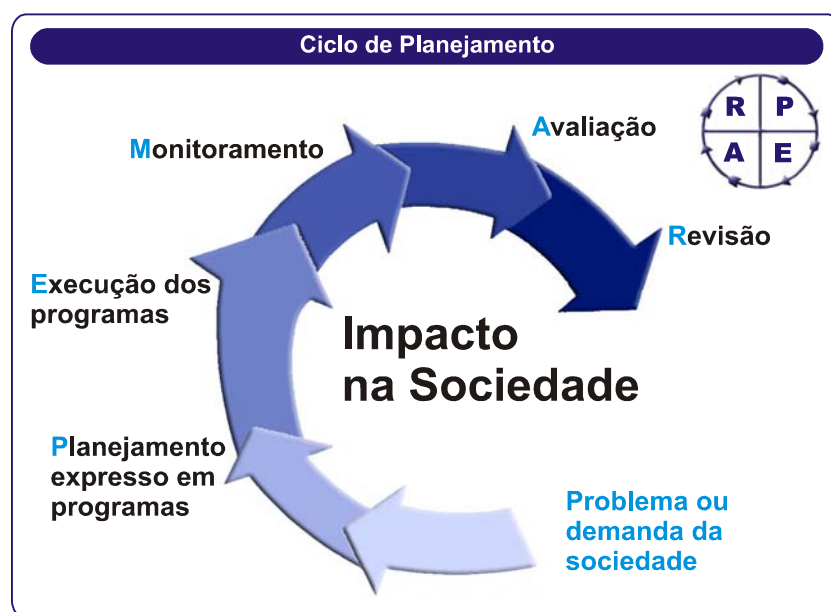 Ciclo de Planejamento
R P
A E
Avaliação
Monitoramento
Revisão
Execução dos
programas
Impacto
na Sociedade
Planejamento
expresso em
programas
Problema ou
demanda da
sociedade